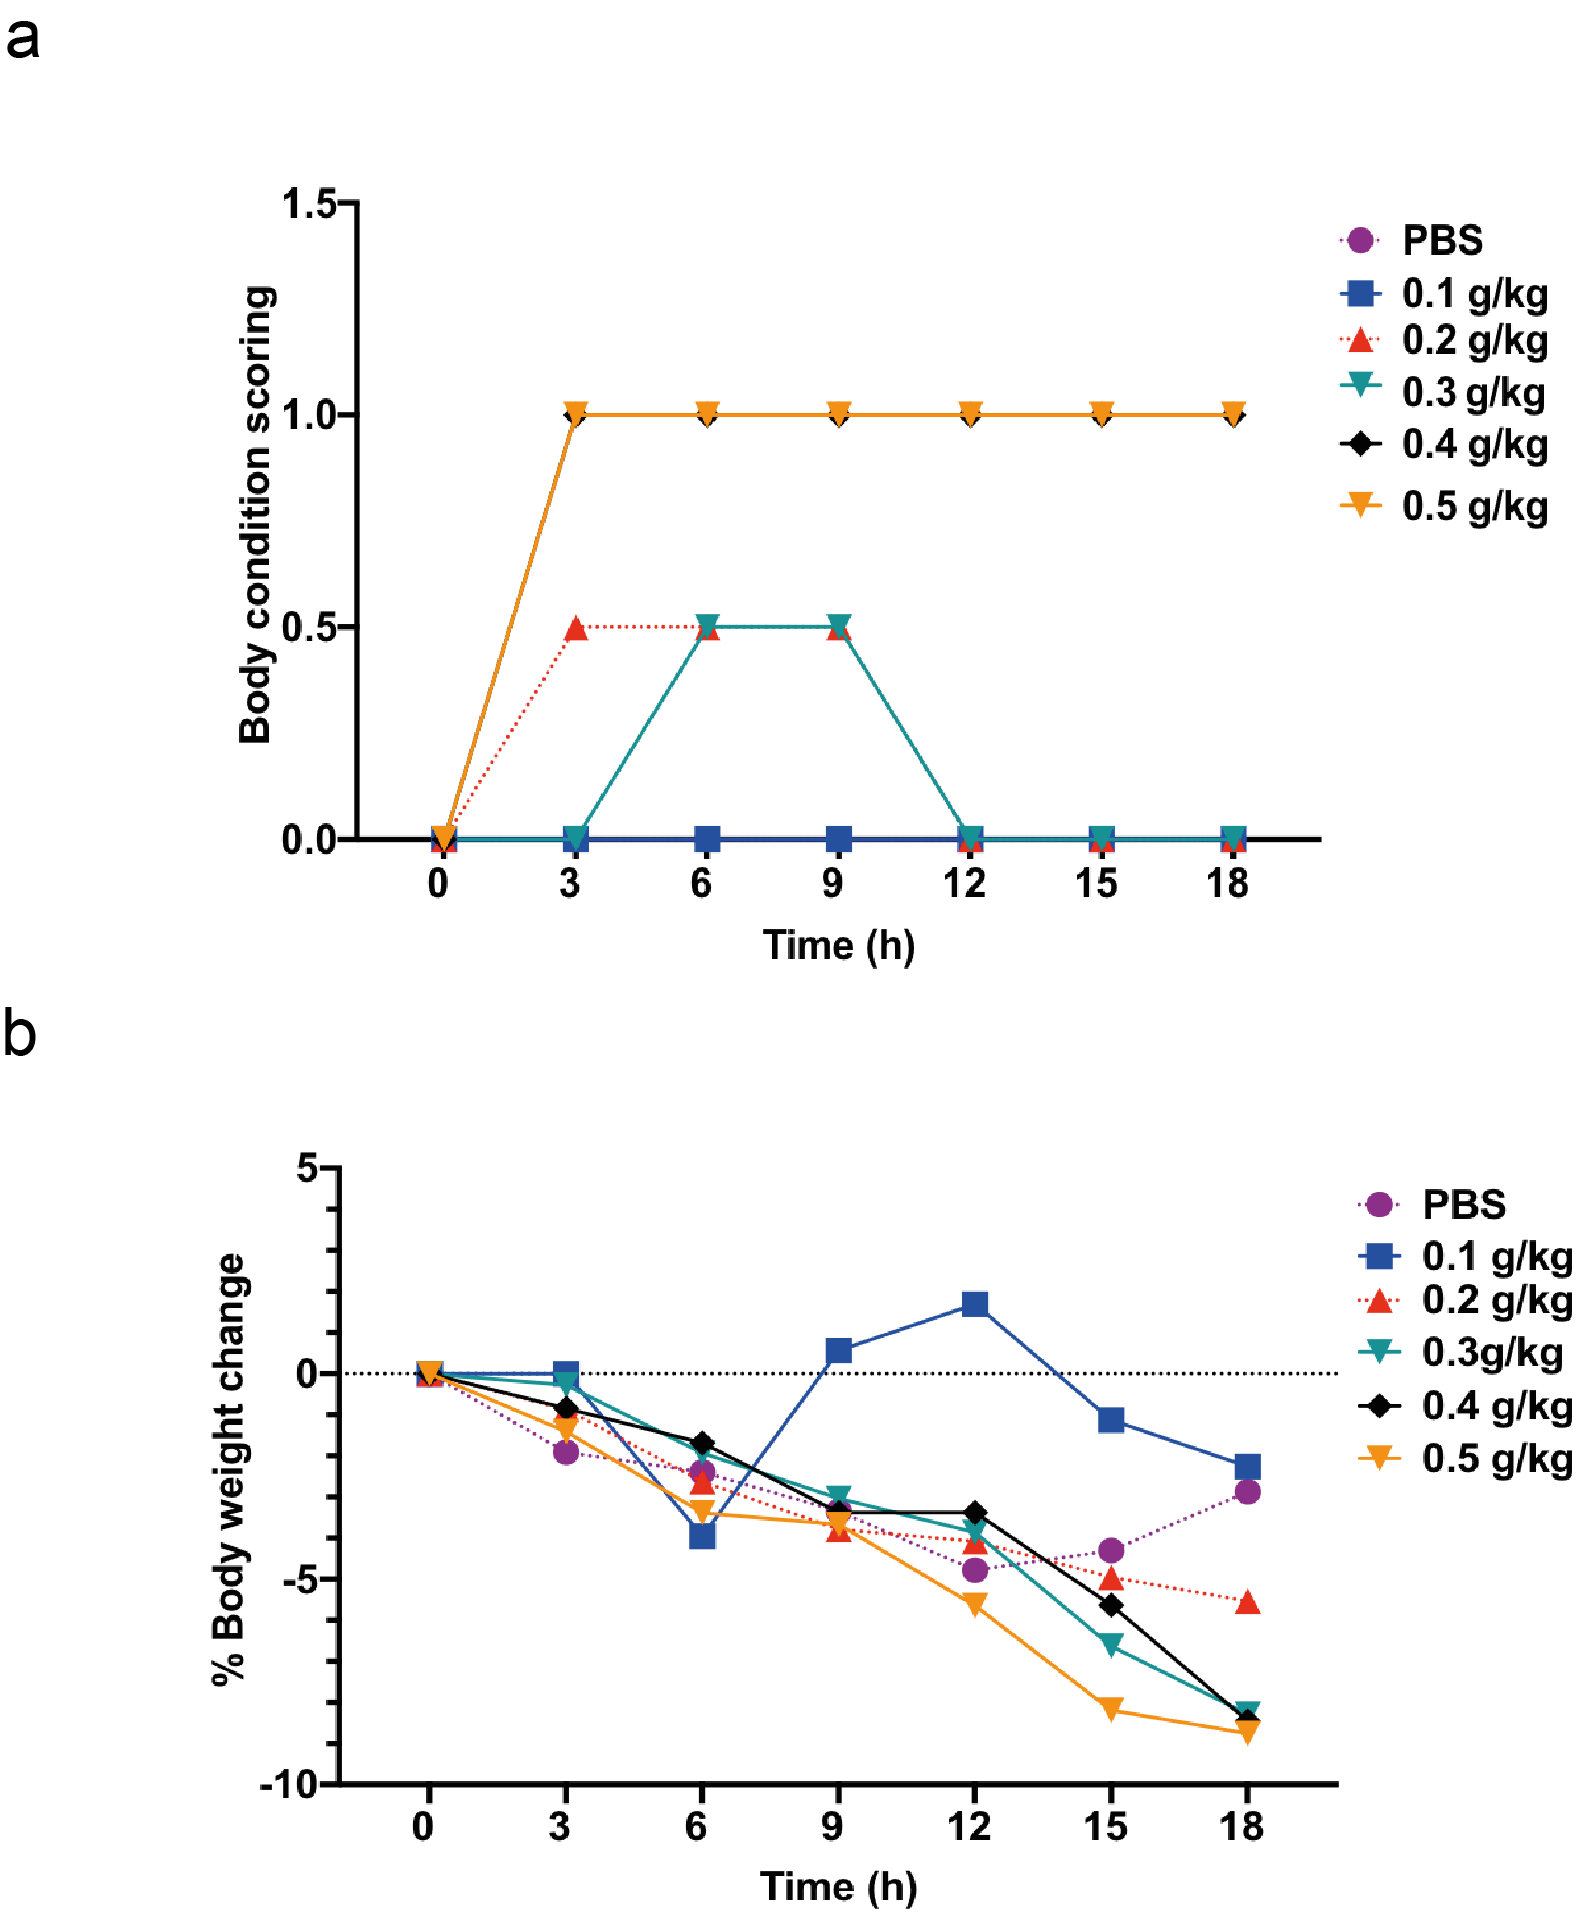 a
1.5
1.0
0.5
0.0
Body condition scoring
0 3 6 9 12 15 18
Time (h)
PBS
0.1 g/kg
0.2 g/kg
0.3 g/kg
0.4 g/kg
0.5 g/kg
b
5
0
-5
-10
% Body weight change
0 3 6 9 12 15 18
Time (h)
PBS
0.1 g/kg
0.2 g/kg
0.3g/kg
0.4 g/kg
0.5 g/kg